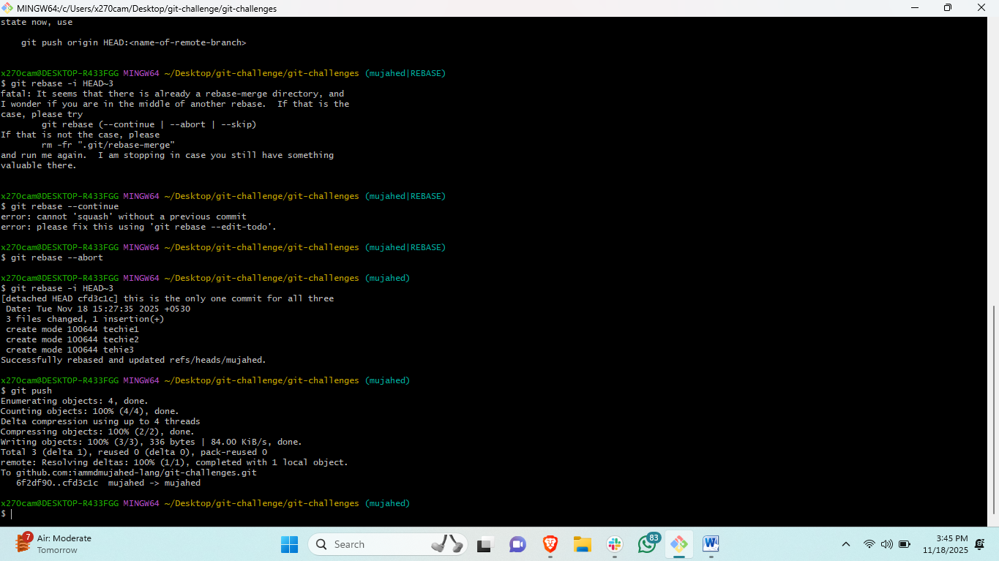 MINGW64:/c/Users/x270cam/Desktop/git-challenge/git-challenges
state now, use
    git push origin HEAD:<name-of-remote-branch>
x270cam@DESKTOP-R433FGG MINGW64 ~/Desktop/git-challenge/git-challenges (mujahed|REBASE)
$ git rebase -i HEAD~3
fatal: It seems that there is already a rebase-merge directory, and
I wonder if you are in the middle of another rebase.  If that is the
case, please try
        git rebase (--continue | --abort | --skip)
If that is not the case, please
        rm -fr ".git/rebase-merge"
and run me again.  I am stopping in case you still have something
valuable there.
x270cam@DESKTOP-R433FGG MINGW64 ~/Desktop/git-challenge/git-challenges (mujahed|REBASE)
$ git rebase --continue
error: cannot 'squash' without a previous commit
error: please fix this using 'git rebase --edit-todo'.
x270cam@DESKTOP-R433FGG MINGW64 ~/Desktop/git-challenge/git-challenges (mujahed|REBASE)
$ git rebase --abort
x270cam@DESKTOP-R433FGG MINGW64 ~/Desktop/git-challenge/git-challenges (mujahed)
$ git rebase -i HEAD~3
[detached HEAD cfd3c1c] this is the only one commit for all three
 Date: Tue Nov 18 15:27:35 2025 +0530
 3 files changed, 1 insertion(+)
 create mode 100644 techie1
 create mode 100644 techie2
 create mode 100644 tehie3
Successfully rebased and updated refs/heads/mujahed.
x270cam@DESKTOP-R433FGG MINGW64 ~/Desktop/git-challenge/git-challenges (mujahed)
$ git push
Enumerating objects: 4, done.
Counting objects: 100% (4/4), done.
Delta compression using up to 4 threads
Compressing objects: 100% (2/2), done.
Writing objects: 100% (3/3), 336 bytes | 84.00 KiB/s, done.
Total 3 (delta 1), reused 0 (delta 0), pack-reused 0
remote: Resolving deltas: 100% (1/1), completed with 1 local object.
To github.com:iammdmujahed-lang/git-challenges.git
   6f2df90..cfd3c1c  mujahed -> mujahed
x270cam@DESKTOP-R433FGG MINGW64 ~/Desktop/git-challenge/git-challenges (mujahed)
$
7
Air: Moderate
Tomorrow
Search
83
W
3:45 PM
11/18/2025